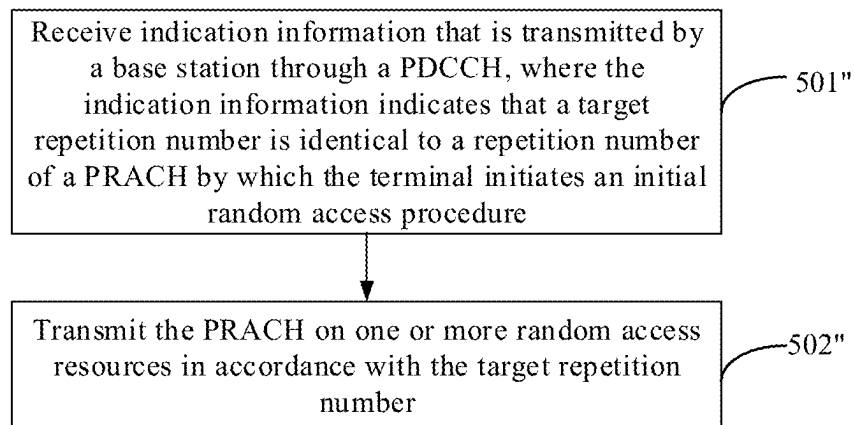 Receive indication information that is transmitted by
a base station through a PDCCH, where the
indication information indicates that a target
repetition number is identical to a repetition number
of a PRACH by which the terminal initiates an initial
random access procedure
501"
Transmit the PRACH on one or more random access
resources in accordance with the target repetition
number
502"